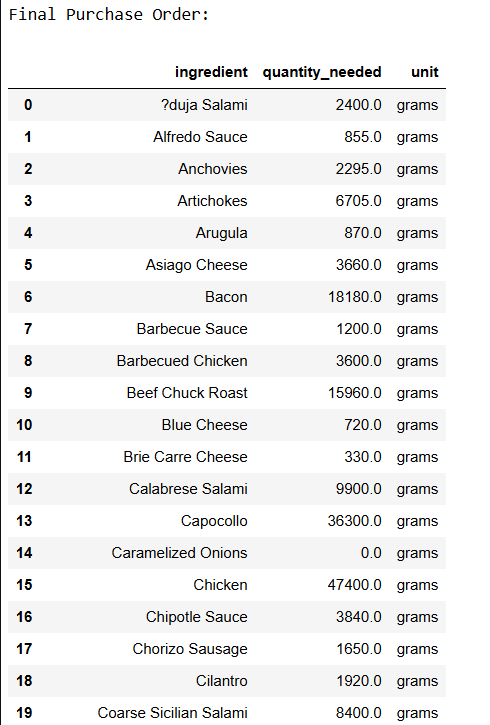 Final Purchase Order:
ingredient quantity_needed unit
0 ?duja Salami 2400.0 grams
1 Alfredo Sauce 855.0 grams
2 Anchovies 2295.0 grams
3 Artichokes 6705.0 grams
4 Arugula 870.0 grams
5 Asiago Cheese 3660.0 grams
6 Bacon 18180.0 grams
7 Barbecue Sauce 1200.0 grams
8 Barbecued Chicken 3600.0 grams
9 Beef Chuck Roast 15960.0 grams
10 Blue Cheese 720.0 grams
11 Brie Carre Cheese 330.0 grams
12 Calabrese Salami 9900.0 grams
13 Capocollo 36300.0 grams
14 Caramelized Onions 0.0 grams
15 Chicken 47400.0 grams
16 Chipotle Sauce 3840.0 grams
17 Chorizo Sausage 1650.0 grams
18 Cilantro 1920.0 grams
19 Coarse Sicilian Salami 8400.0 grams